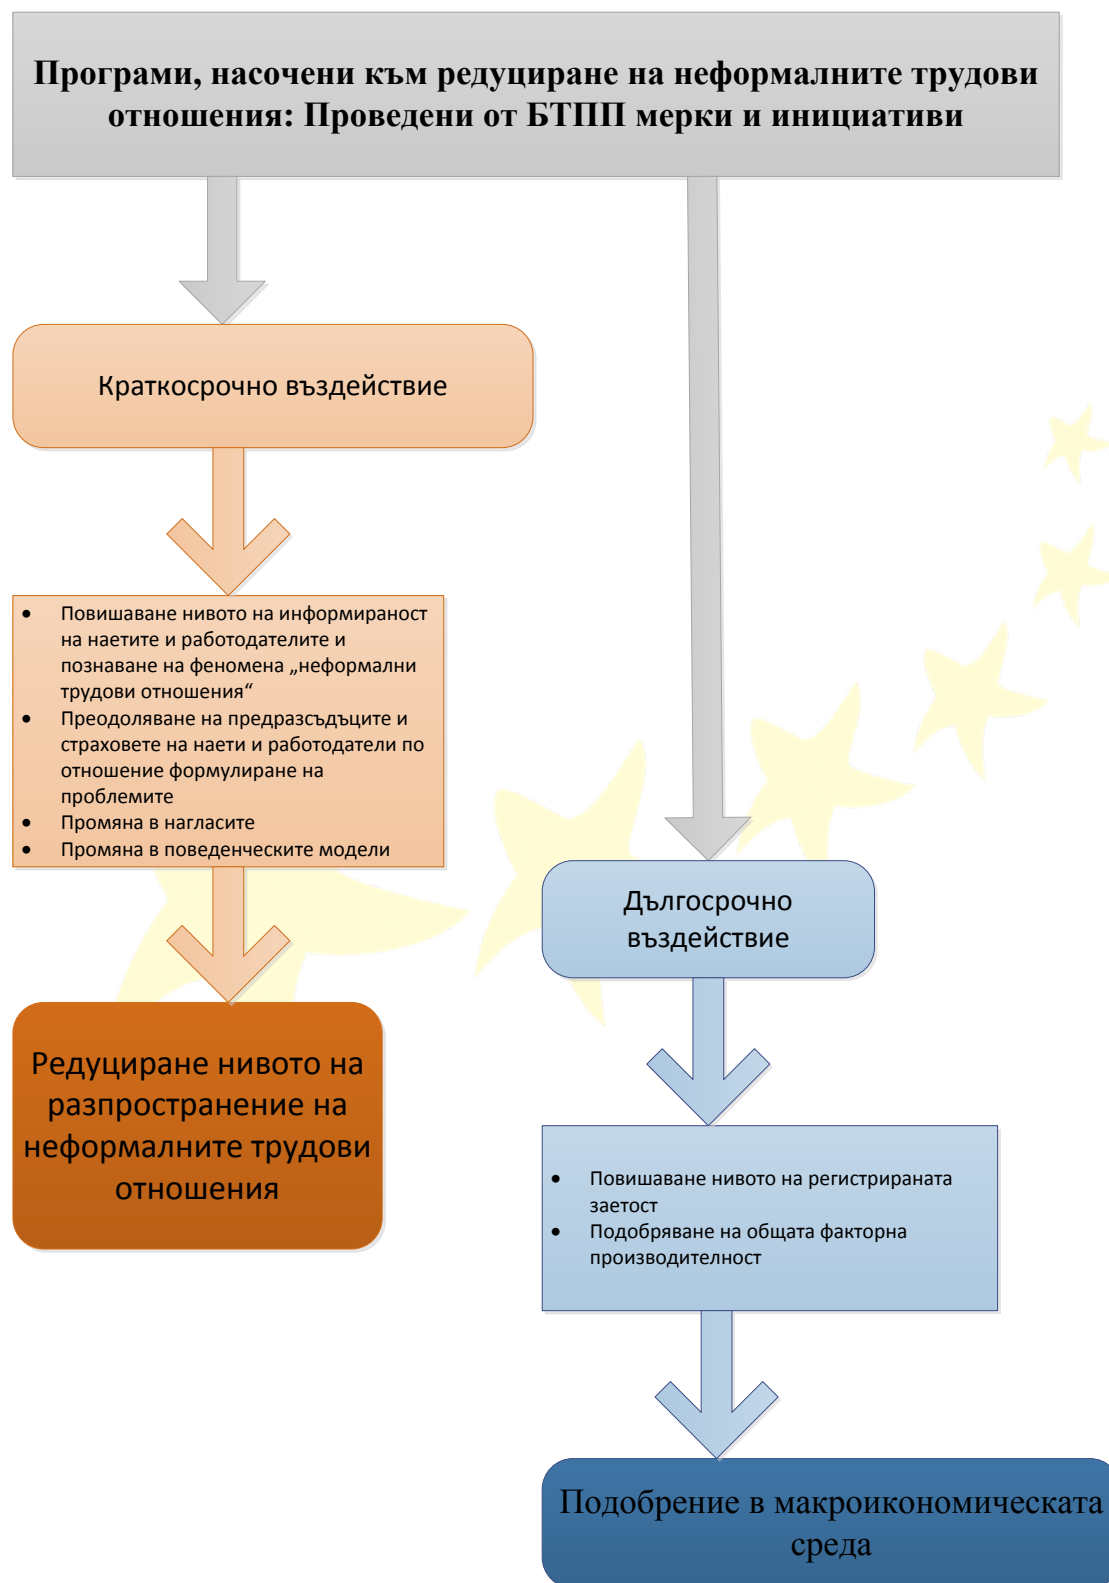 Програми, насочени към редуциране на неформалните трудови
отношения: Проведени от БТПП мерки и инициативи
Краткосрочно въздействие
• Повишаване нивото на информираност
на наетите и работодателите и
познаване на феномена „неформални
трудови отношения“
• Преодоляване на предразсъдъците и
страховете на наети и работодатели по
отношение формулиране на
проблемите
• Промяна в нагласите
• Промяна в поведенческите модели
Редуциране нивото на
разпространение на
неформалните трудови
отношения
Дългосрочно
въздействие
• Повишаване нивото на регистрираната
заетост
• Подобряване на общата факторна
производителност
Подобрение в макроикономическата
среда